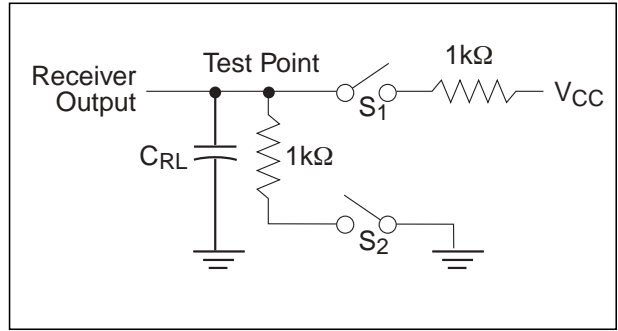 Receiver
Output
Test Point
1kΩ
S1
VCC
CRL
1kΩ
S2